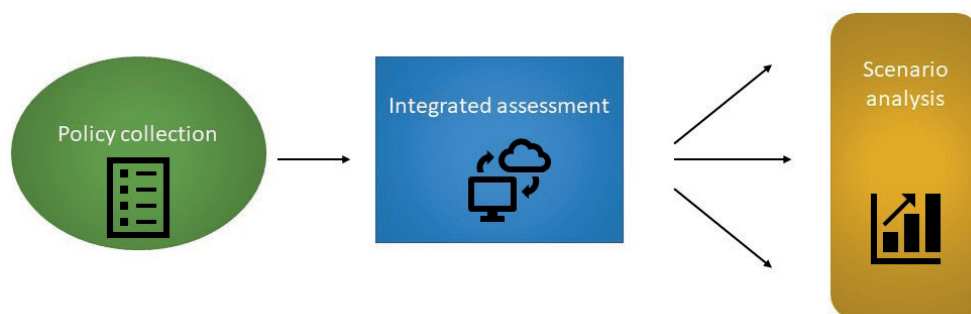 Policy collection
Integrated assessment
Scenario
analysis